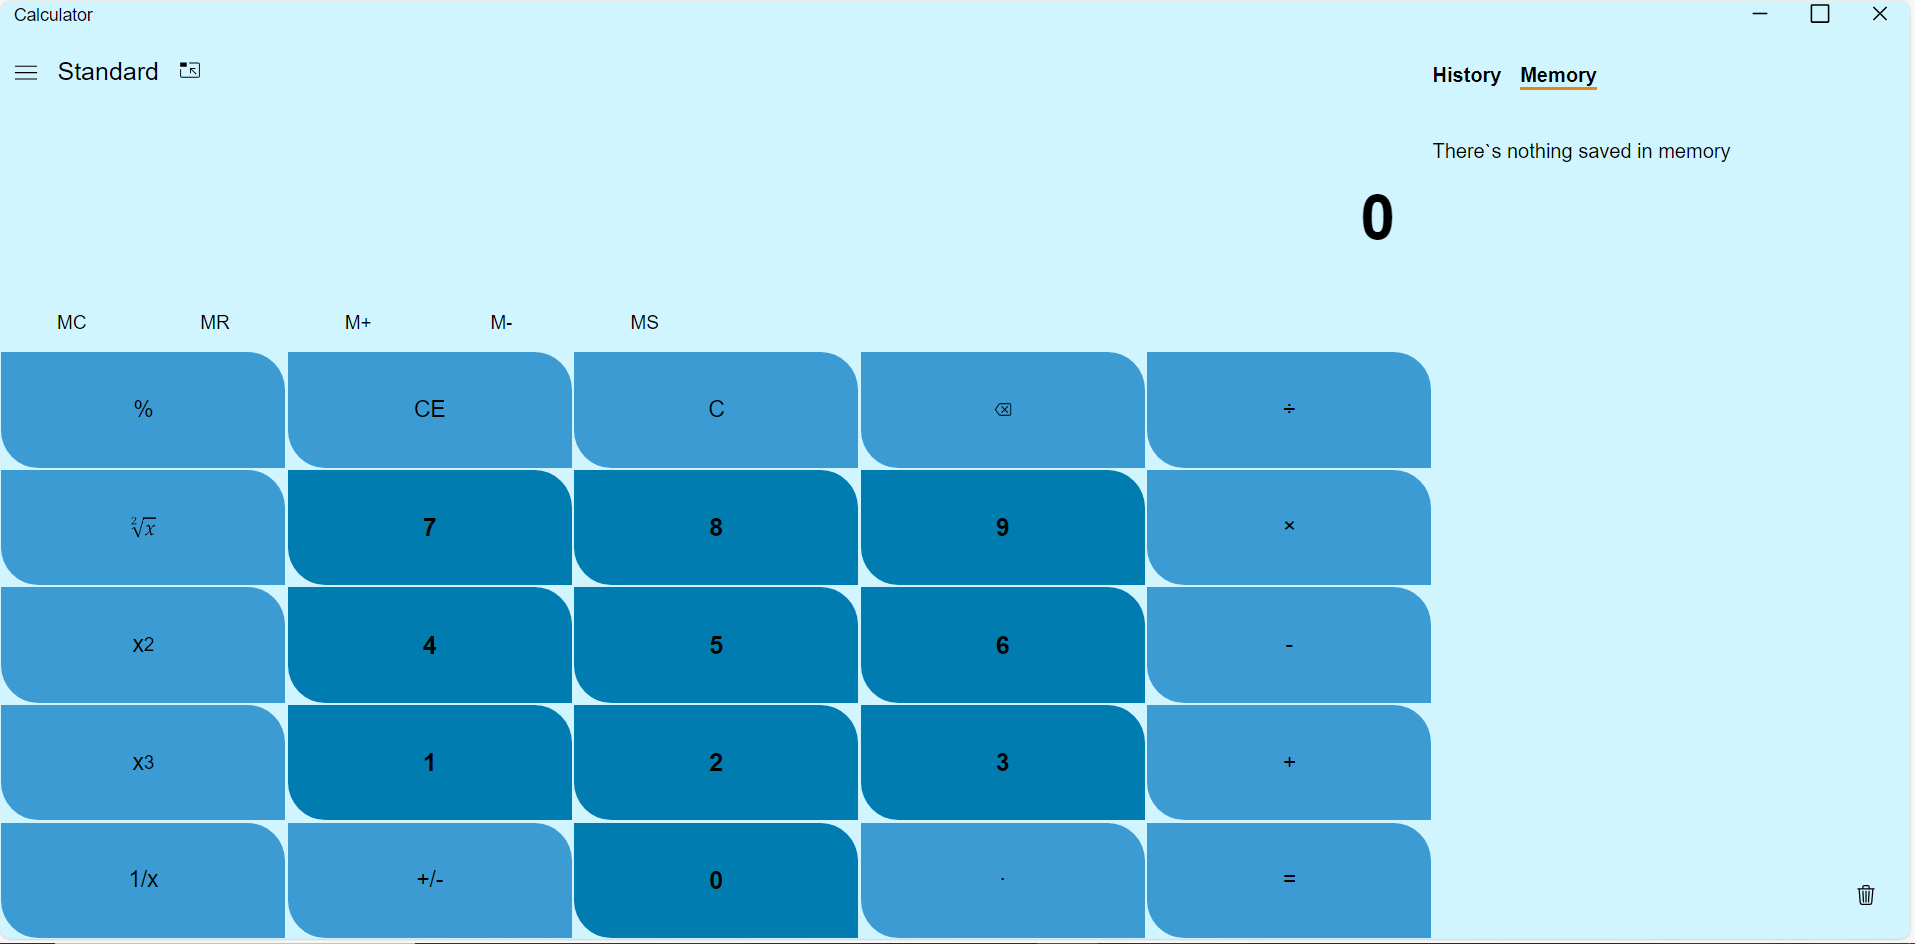 Calculator
Standard
History Memory
There`s nothing saved in memory
0
MC MR M+ M- MS
% CE C ÷
2√x 7 8 9 ×
x2 4 5 6 -
x3 1 2 3 +
1/x +/- 0 . =